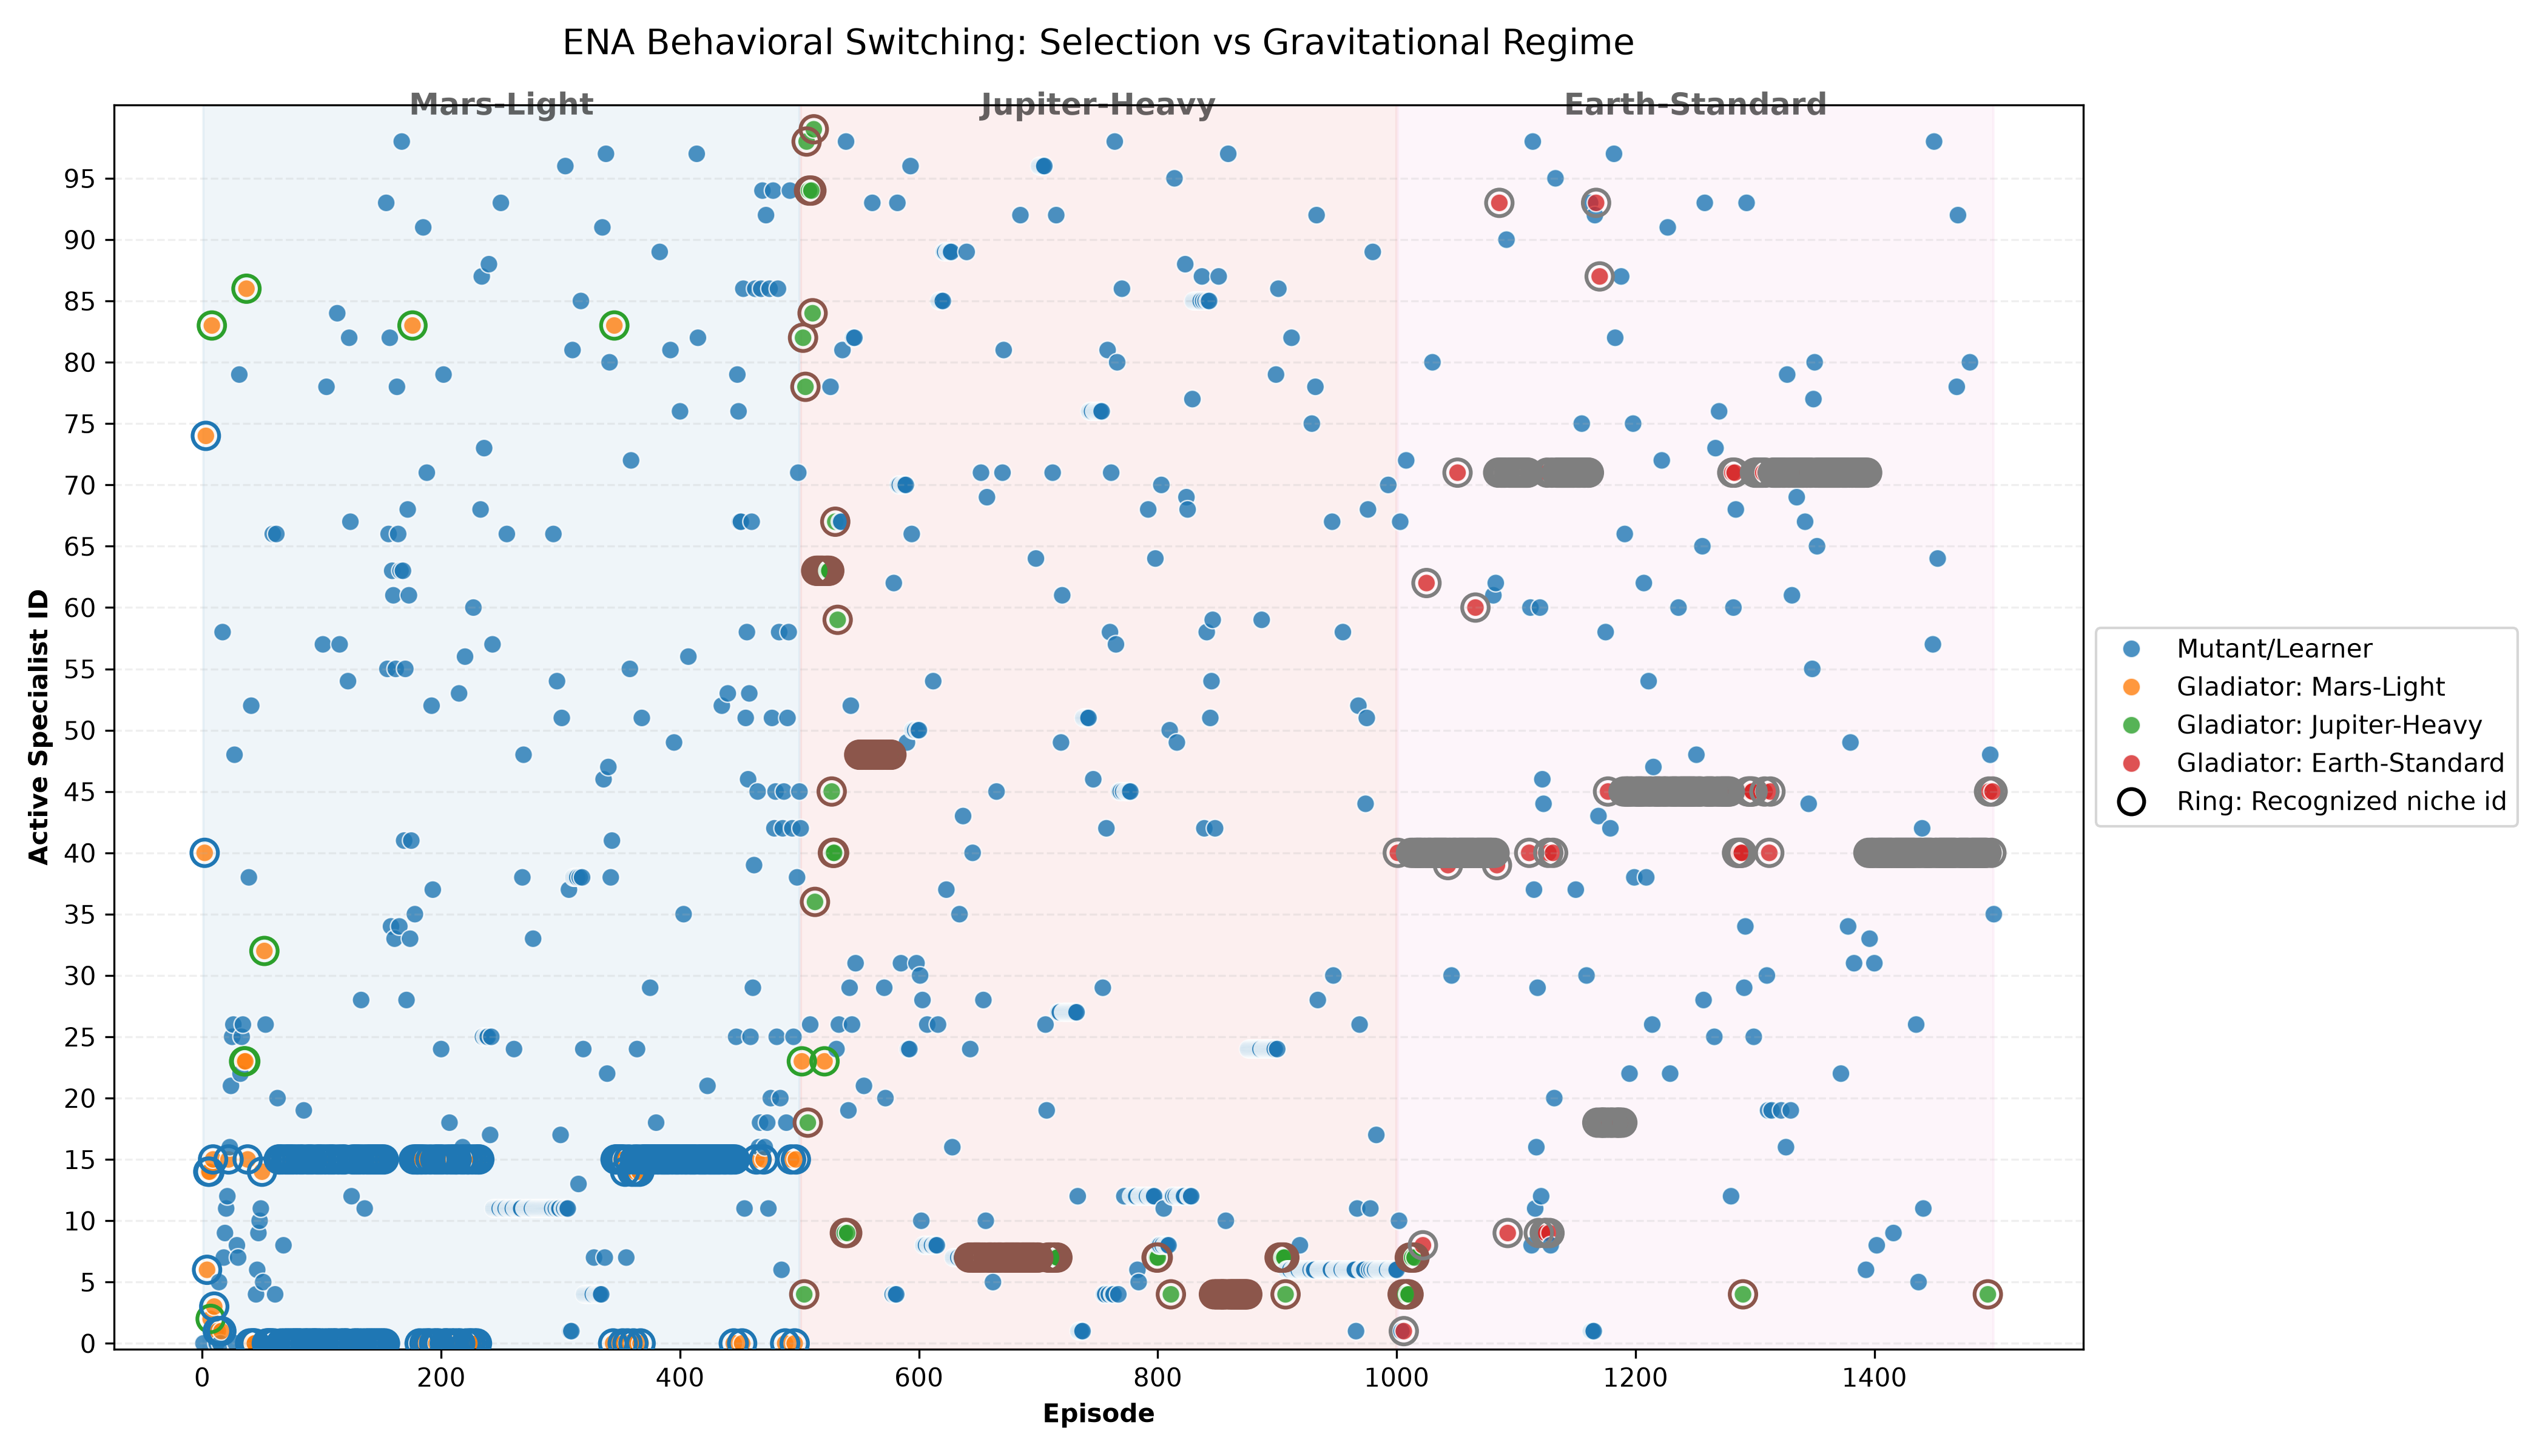 ENA Behavioral Switching: Selection vs Gravitational Regime
Mars-Light
Jupiter-Heavy
Earth-Standard
Active Specialist ID
95
90
85
80
75
70
65
60
55
50
45
40
35
30
25
20
15
10
5
0
0
200
400
600
800
1000
1200
1400
Episode
Mutant/Learner
Gladiator: Mars-Light
Gladiator: Jupiter-Heavy
Gladiator: Earth-Standard
Ring: Recognized niche id